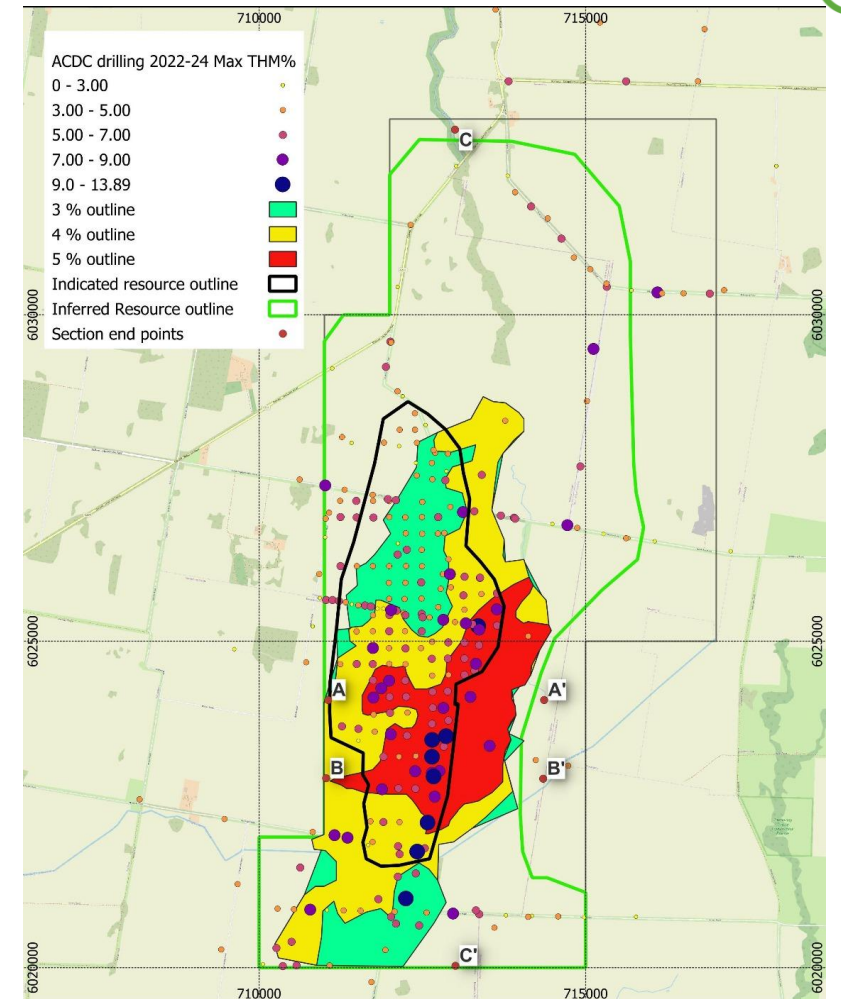 710000
715000
ACDC drilling 2022-24 Max THM%
0 - 3.00
3.00 - 5.00
5.00 - 7.00
7.00 - 9.00
9.0 - 13.89
3 % outline
4 % outline
5 % outline
Indicated resource outline
Inferred Resource outline
Section end points
C
6030000
6030000
6025000
6025000
A
A'
B
B'
C'
6020000
6020000
710000
715000